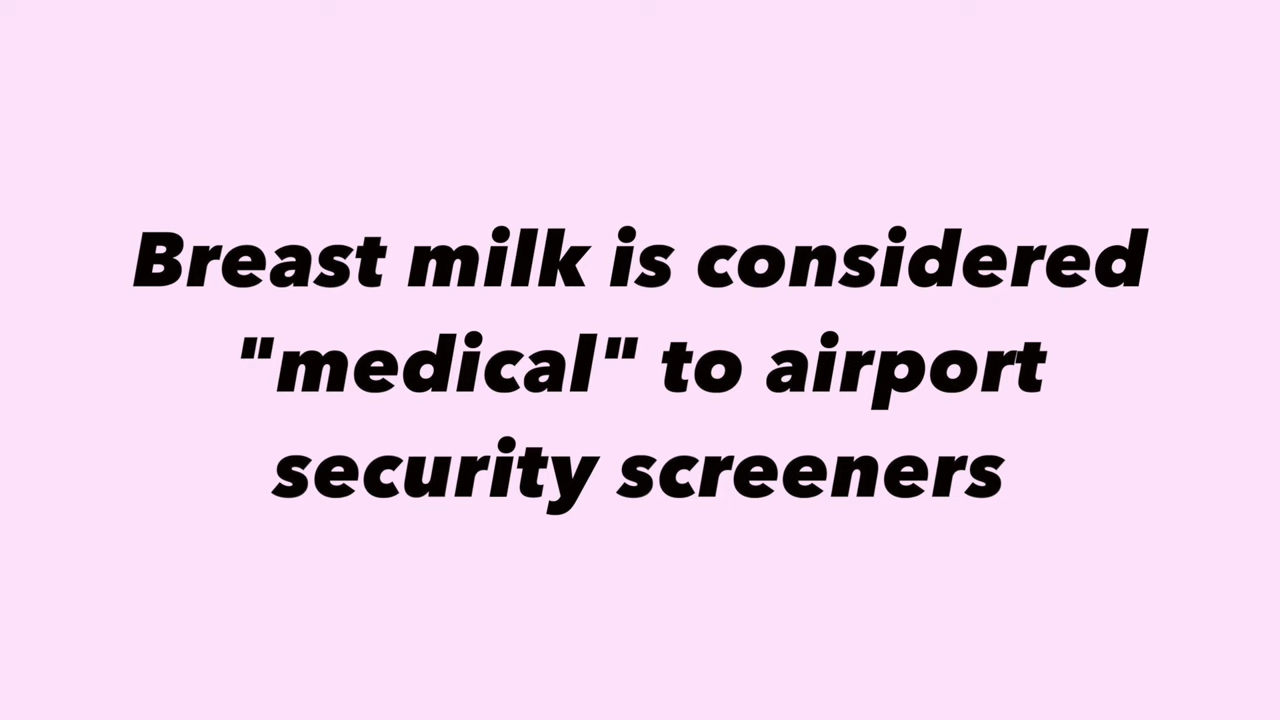 Breast milk is considered
"medical" to airport
security screeners